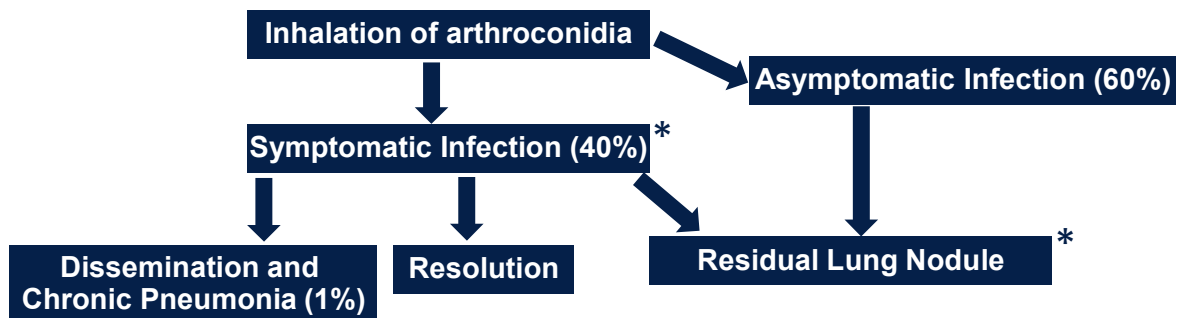 Inhalation of arthroconidia
Asymptomatic Infection (60%)
Symptomatic Infection (40%)*
Dissemination and
Chronic Pneumonia (1%)
Resolution
Residual Lung Nodule*